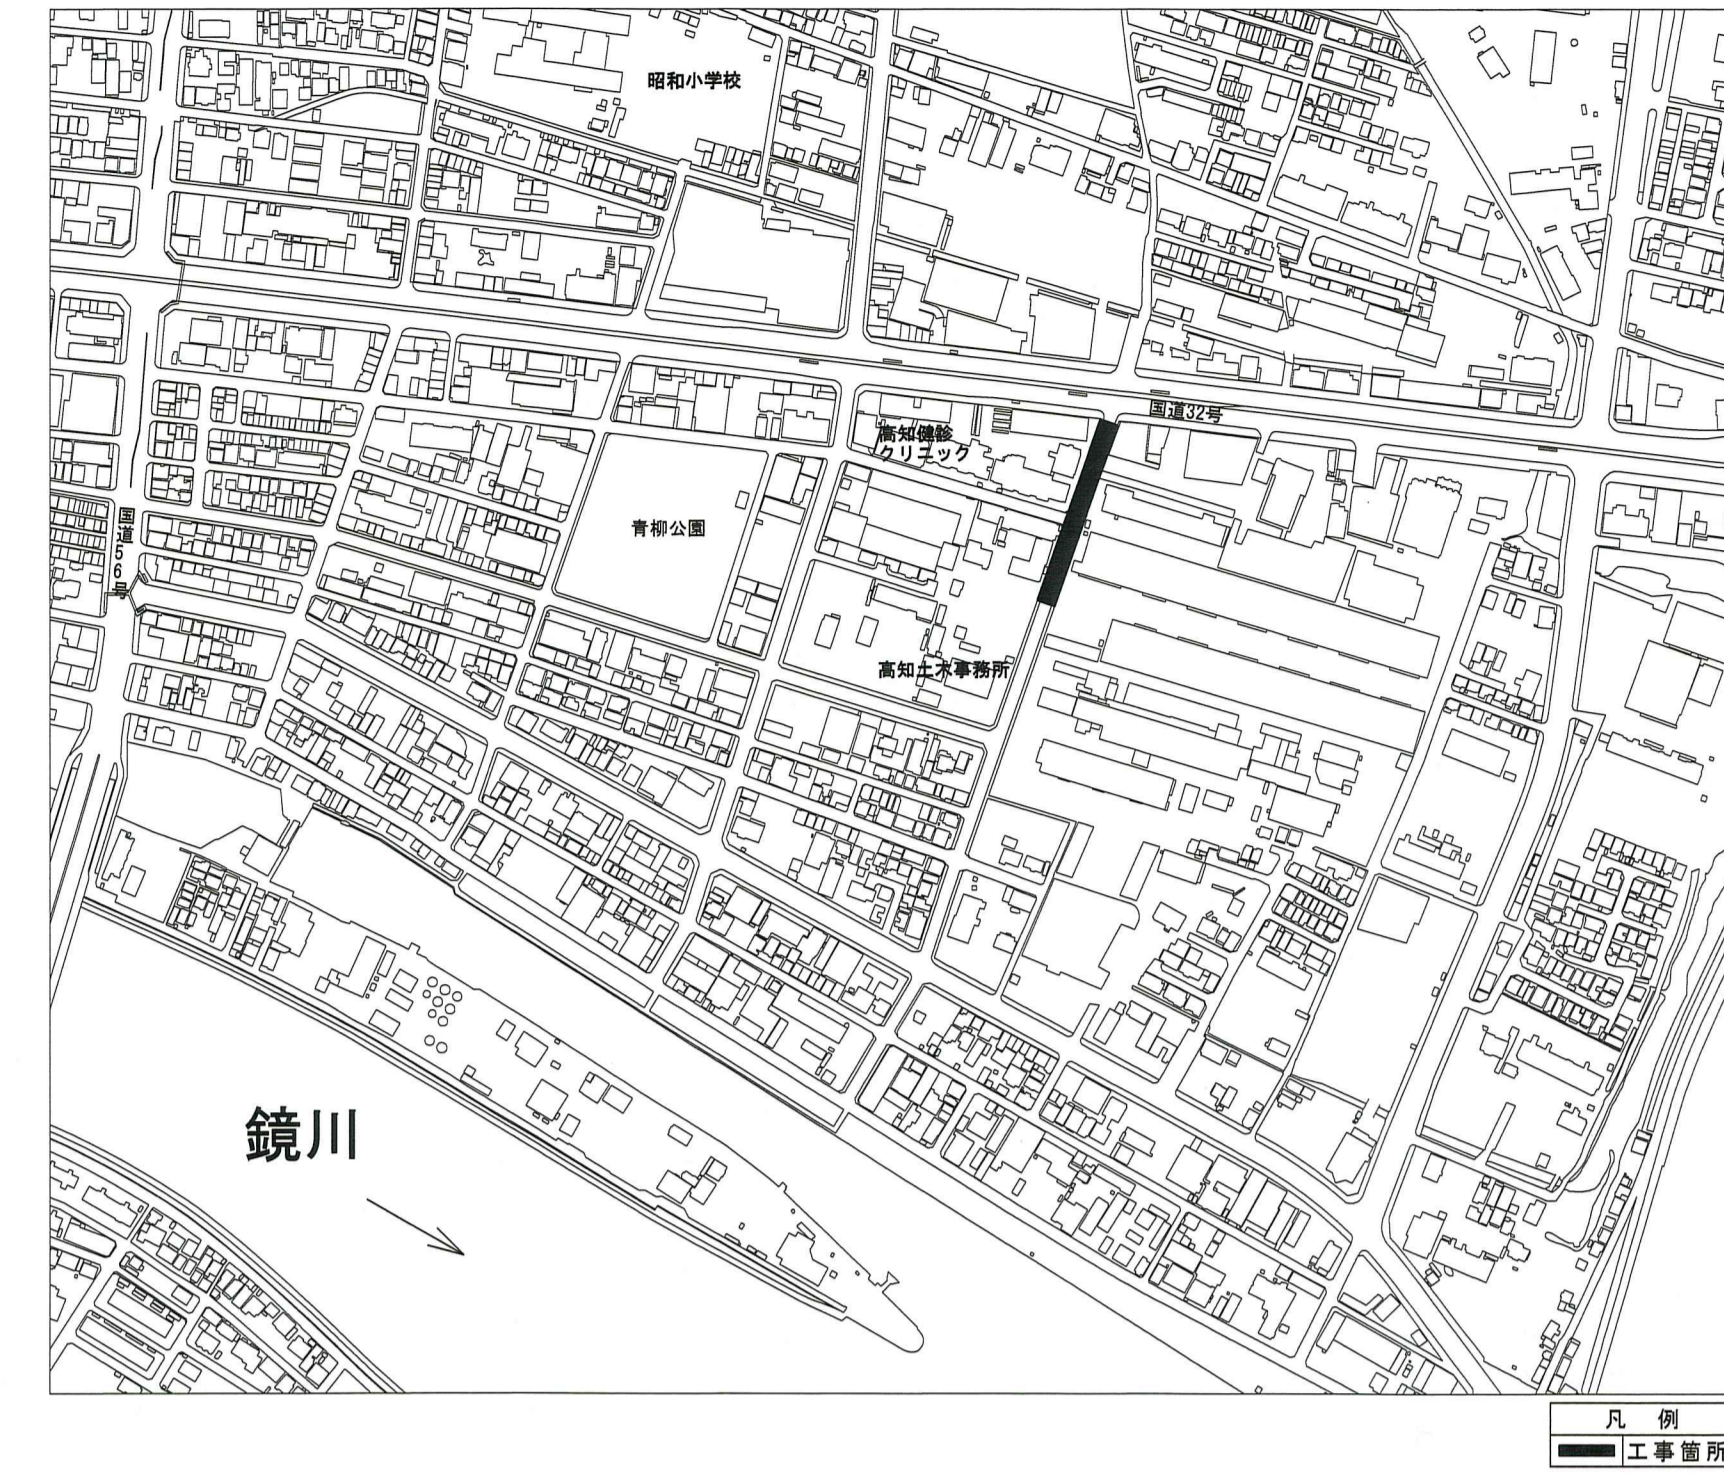 昭和小学校
国道32号
高知健診
クリニック
国道56号
青柳公園
高知土木事務所
鏡川
凡例
工事箇所